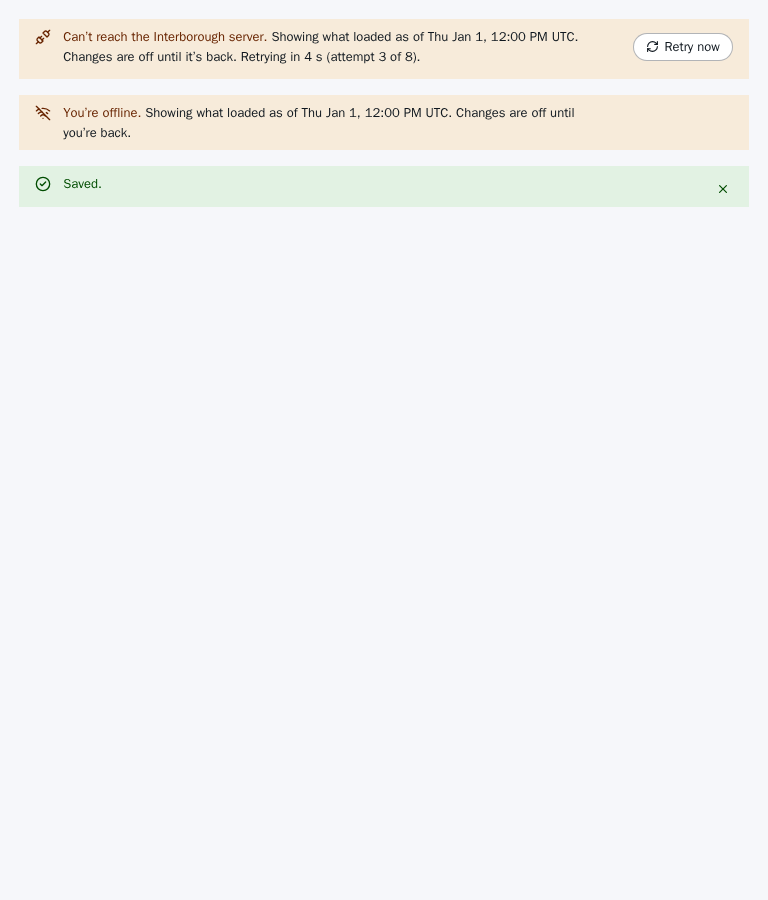 Can’t reach the Interborough server. Showing what loaded as of Thu Jan 1, 12:00 PM UTC.
Changes are off until it’s back. Retrying in 4 s (attempt 3 of 8).
Retry now
You’re offline. Showing what loaded as of Thu Jan 1, 12:00 PM UTC. Changes are off until
you’re back.
Saved.